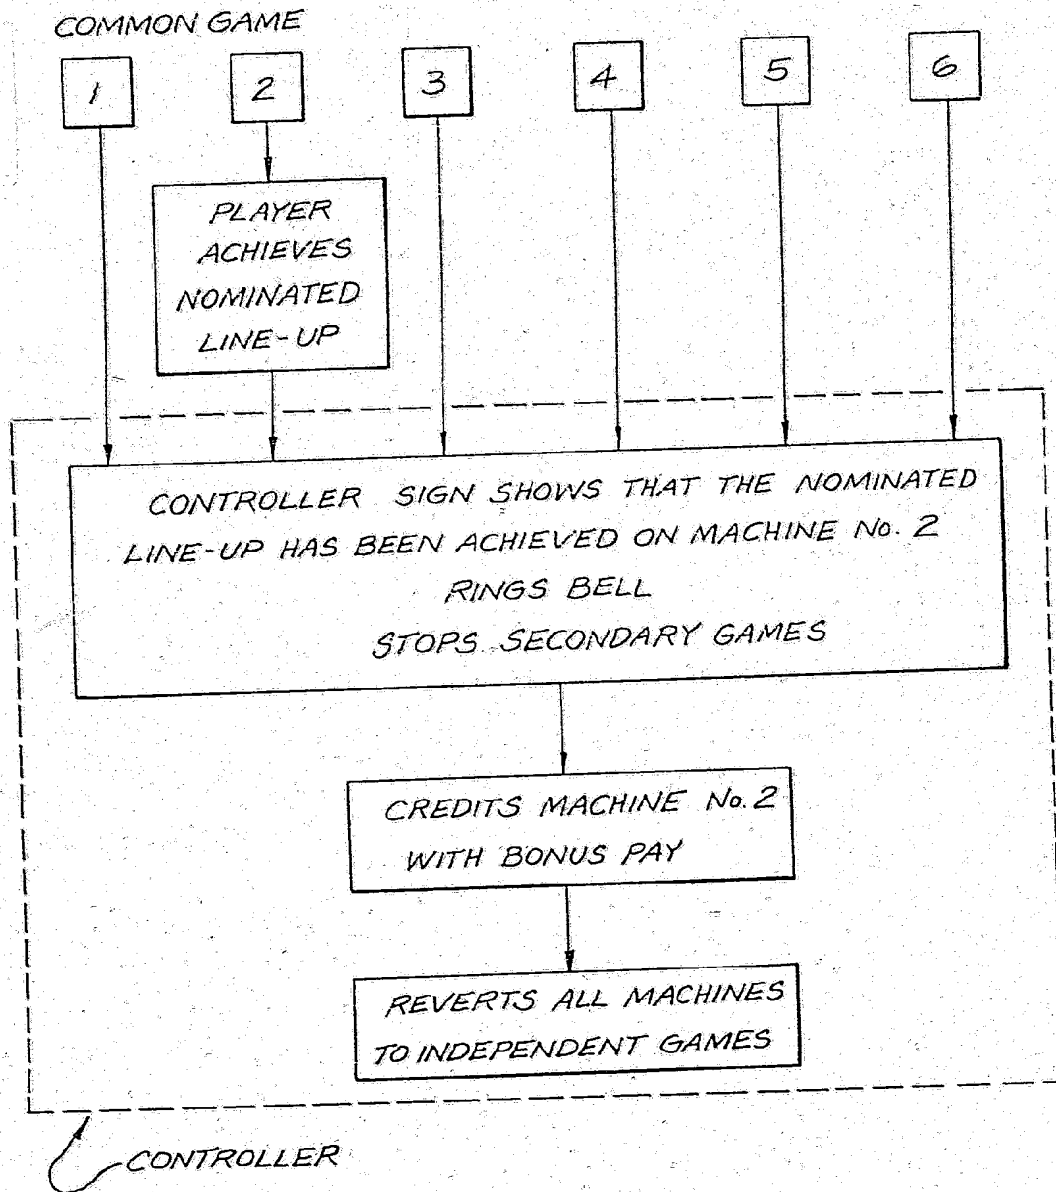 COMMON GAME
1 2 3 4 5 6
PLAYER
ACHIEVES
NOMINATED
LINE-UP
CONTROLLER SIGN SHOWS THAT THE NOMINATED
LINE-UP HAS BEEN ACHIEVED ON MACHINE No. 2
RINGS BELL
STOPS SECONDARY GAMES
CREDITS MACHINE No. 2
WITH BONUS PAY
REVERTS ALL MACHINES
TO INDEPENDENT GAMES
CONTROLLER